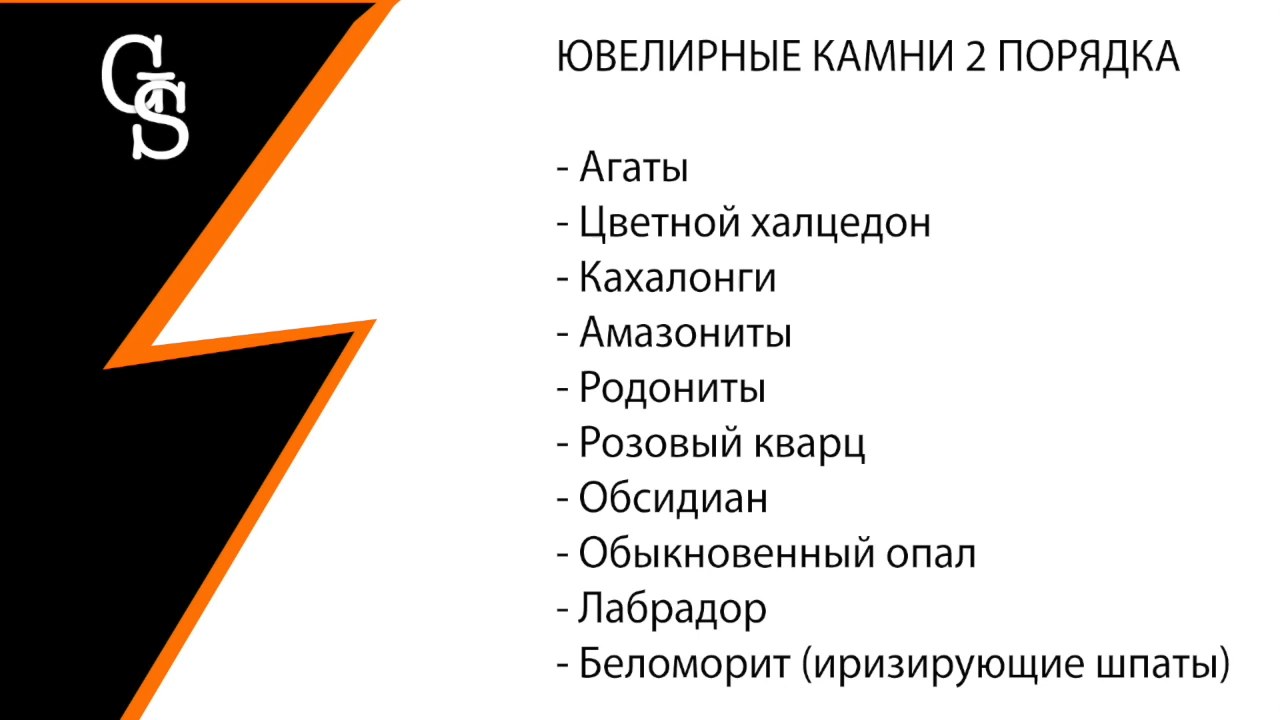 GS
ЮВЕЛИРНЫЕ КАМНИ 2 ПОРЯДКА
- Агаты
- Цветной халцедон
- Кахалонги
- Амазониты
- Родониты
- Розовый кварц
- Обсидиан
- Обыкновенный опал
- Лабрадор
- Беломорит (иризирующие шпаты)